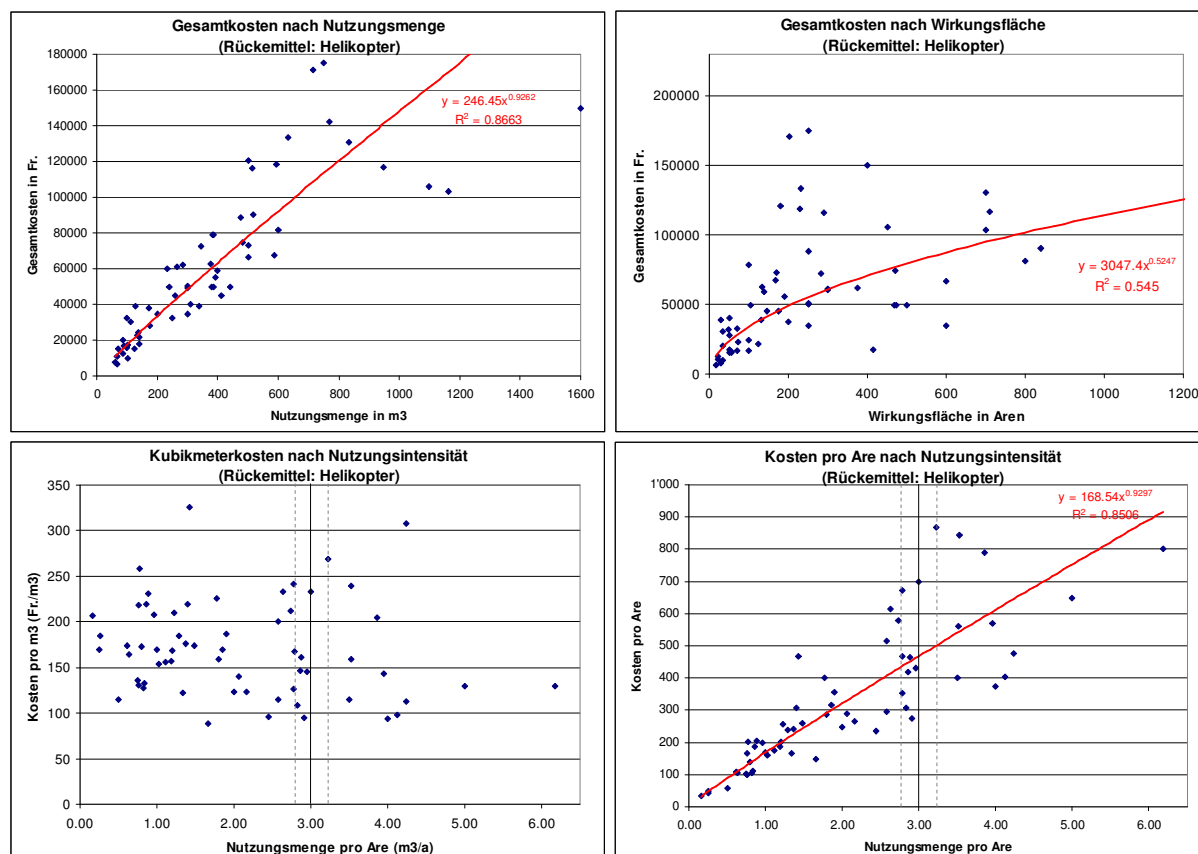 Gesamtkosten nach Nutzungsmenge
(Rückemittel: Helikopter)
180000
160000
140000
120000
100000
80000
60000
40000
20000
0
Gesamtkosten in Fr.
y = 246.45x^0.9262
R² = 0.8663
0 200 400 600 800 1000 1200 1400 1600
Nutzungsmenge in m3
Gesamtkosten nach Wirkungsfläche
(Rückemittel: Helikopter)
200000
150000
100000
50000
0
Gesamtkosten in Fr.
y = 3047.4x^0.5247
R² = 0.545
0 200 400 600 800 1000 1200
Wirkungsfläche in Aren
Kubikmeterkosten nach Nutzungsintensität
(Rückemittel: Helikopter)
350
300
250
200
150
100
50
0
Kosten pro m3 (Fr./m3)
0.00 1.00 2.00 3.00 4.00 5.00 6.00
Nutzungsmenge pro Are (m3/a)
Kosten pro Are nach Nutzungsintensität
(Rückemittel: Helikopter)
1'000
900
800
700
600
500
400
300
200
100
0
Kosten pro Are
y = 168.54x^0.9297
R² = 0.8506
0.00 1.00 2.00 3.00 4.00 5.00 6.00
Nutzungsmenge pro Are